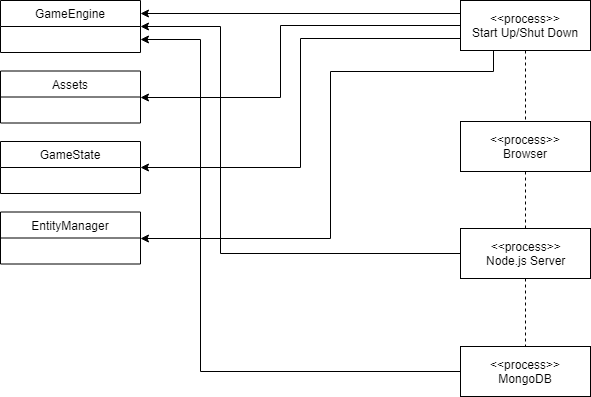 GameEngine
<<process>>
Start Up/Shut Down
Assets
<<process>>
Browser
GameState
EntityManager
<<process>>
Node.js Server
<<process>>
MongoDB